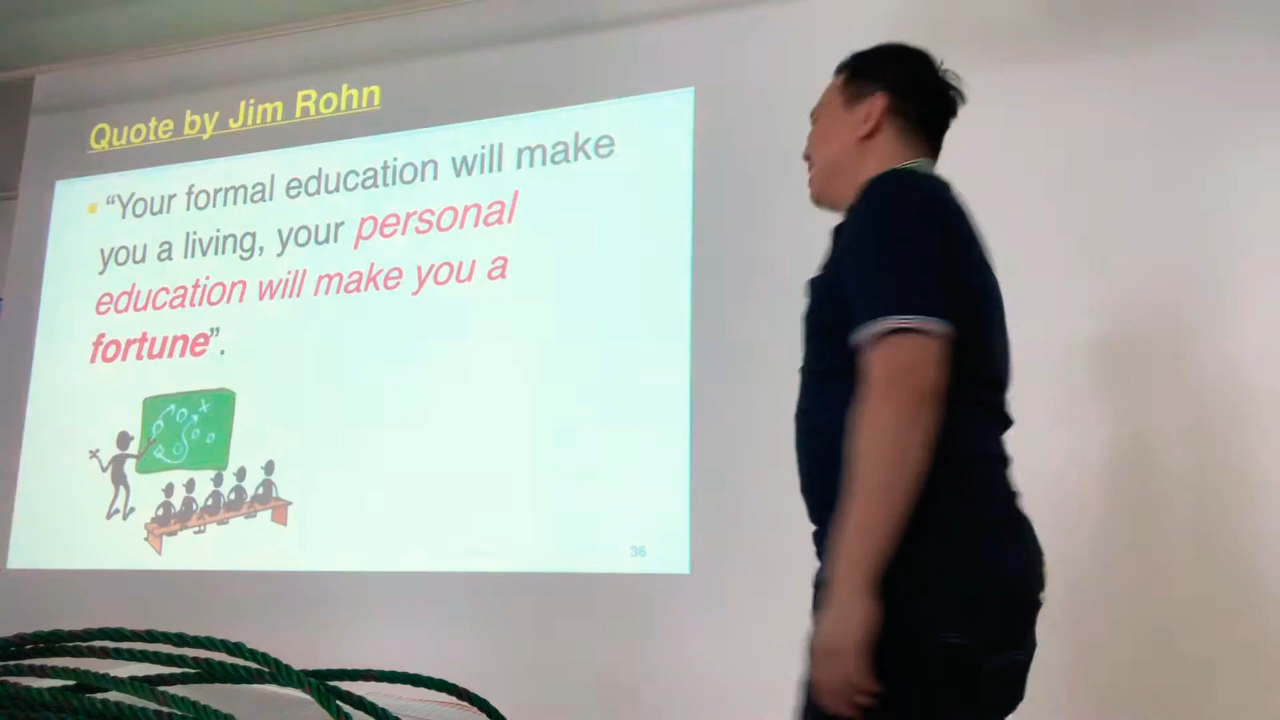 Quote by Jim Rohn
“Your formal education will make
you a living, your personal
education will make you a
fortune”.
36